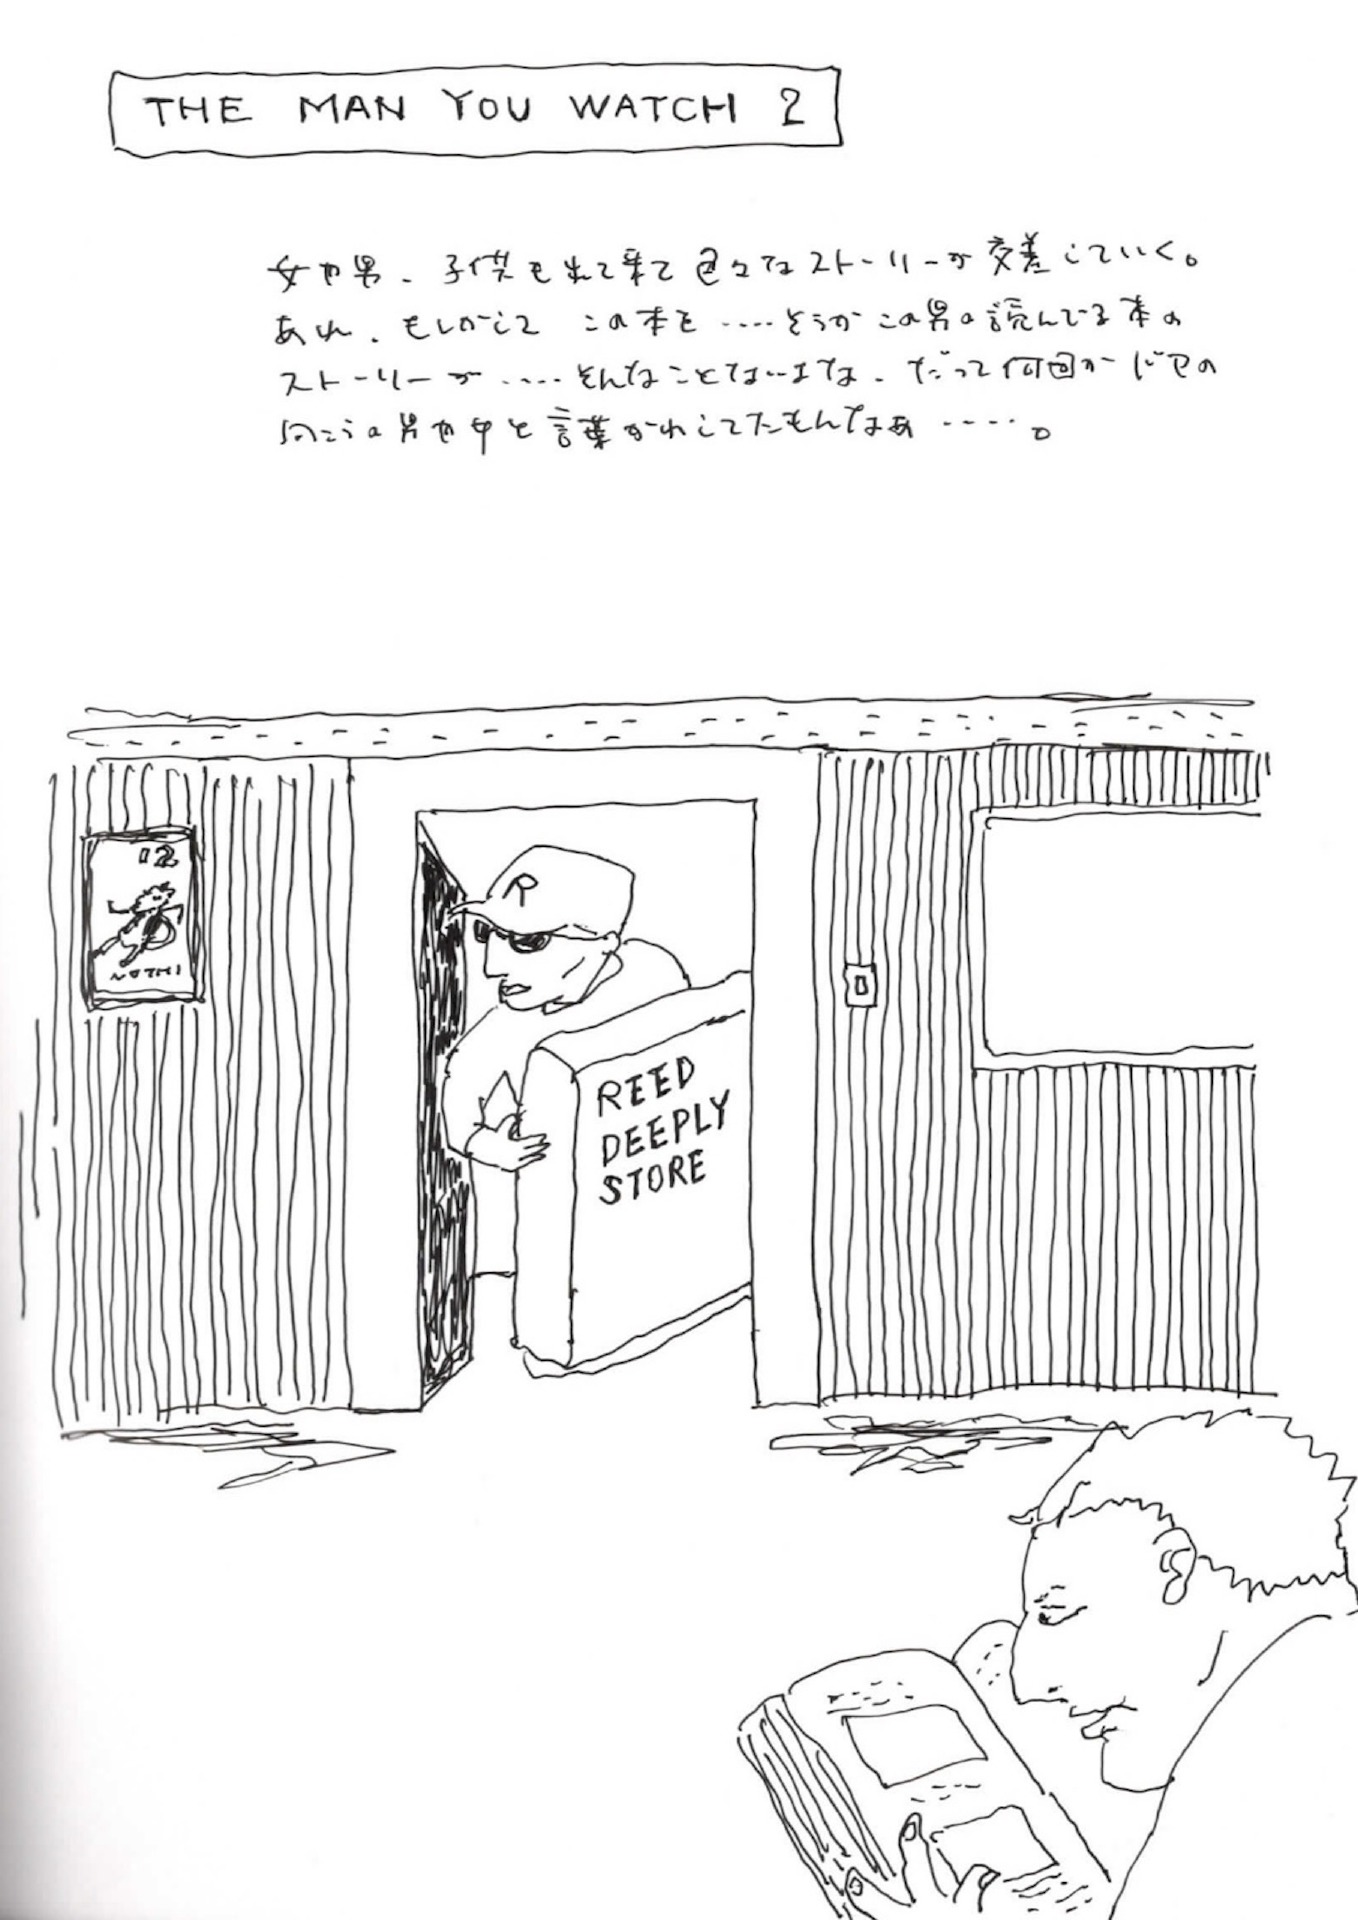 THE MAN YOU WATCH 2
女や男、子供も出て来て色々なストーリーが交差していく。
あれ、もしかして この本も ‥‥そうかこの男の読んでる本の
ストーリーが ‥‥そんなことないよな、だって何回かドアの
向こうの男や女と言葉かわしてたもんなぁ ‥‥。
12
NOTHI
R
REED
DEEPLY
STORE